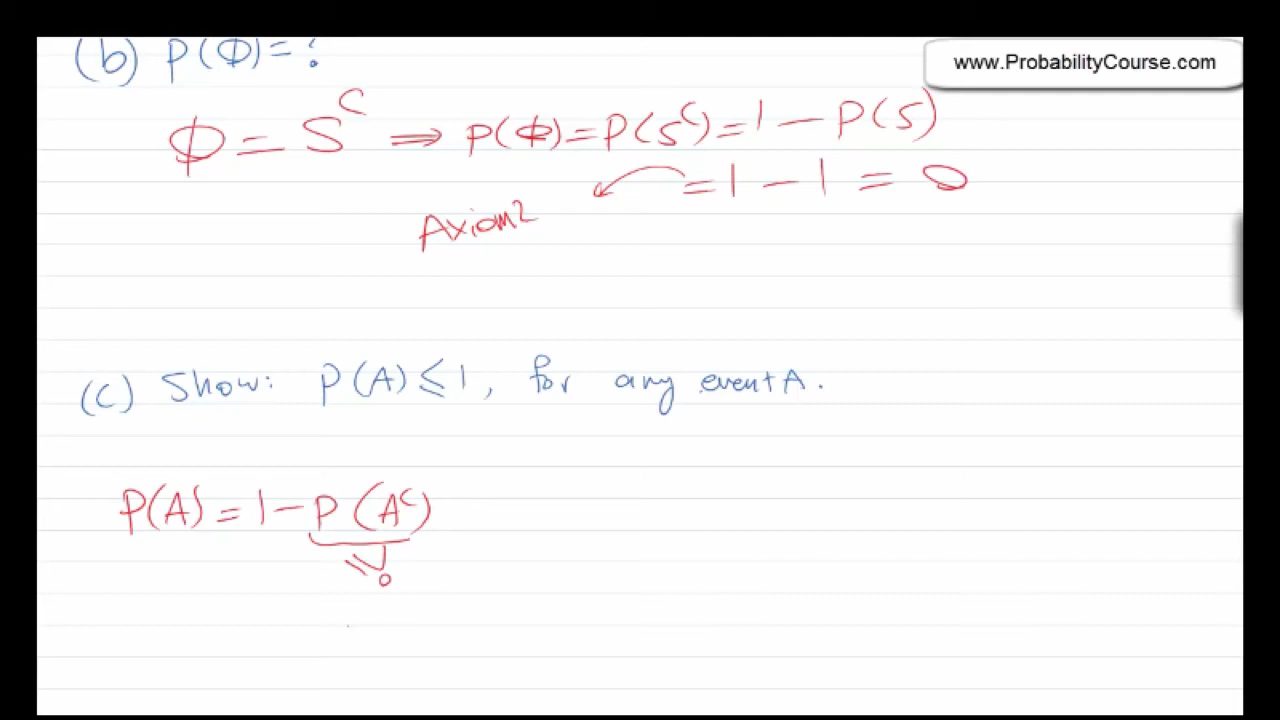 (b) P(Φ)=?
www.ProbabilityCourse.com
Φ = S^c ⇒ P(Φ)=P(S^c)=1−P(S)
=1−1=0
Axiom2
(C) Show: P(A)≤1, for any event A.
P(A)=1−P(A^c)
≥0